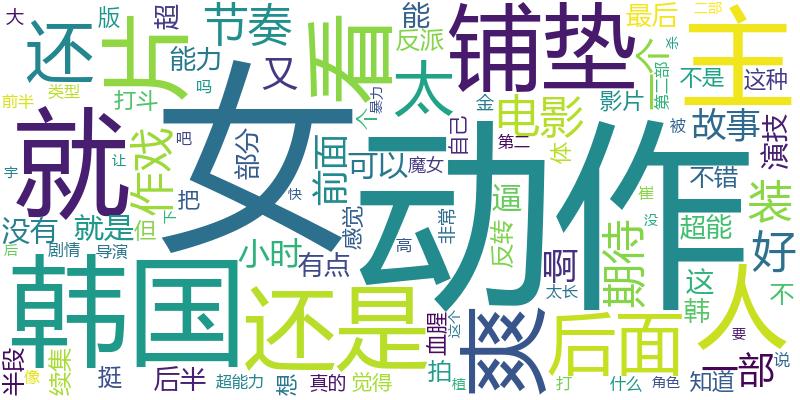 大
版
超
节奏
能
铺垫
个
最后
二部
还
片
看
反派
主
杀
能力
又
太
不是
这种
第二部
前半
类型
打斗
吗
暴力
金
电影
影片
就
女
动作
个
自己
第二
被
故事
演技
作戏
吧
部分
前面
可以
魔女
体
不错
宇
让
把
没有
就是
但
下
快
感觉
非常
逼
反转
期待
崔
没
超能
装
后
剧情
导演
小时
有点
高
太长
啊
这
好
韩国
还是
血腥
这个
爽
后面
韩
人
不
半段
像
续集
挺
后半
超能力
想
真的
觉得
拍
植
打
什么
角色
知道
一部
要
说